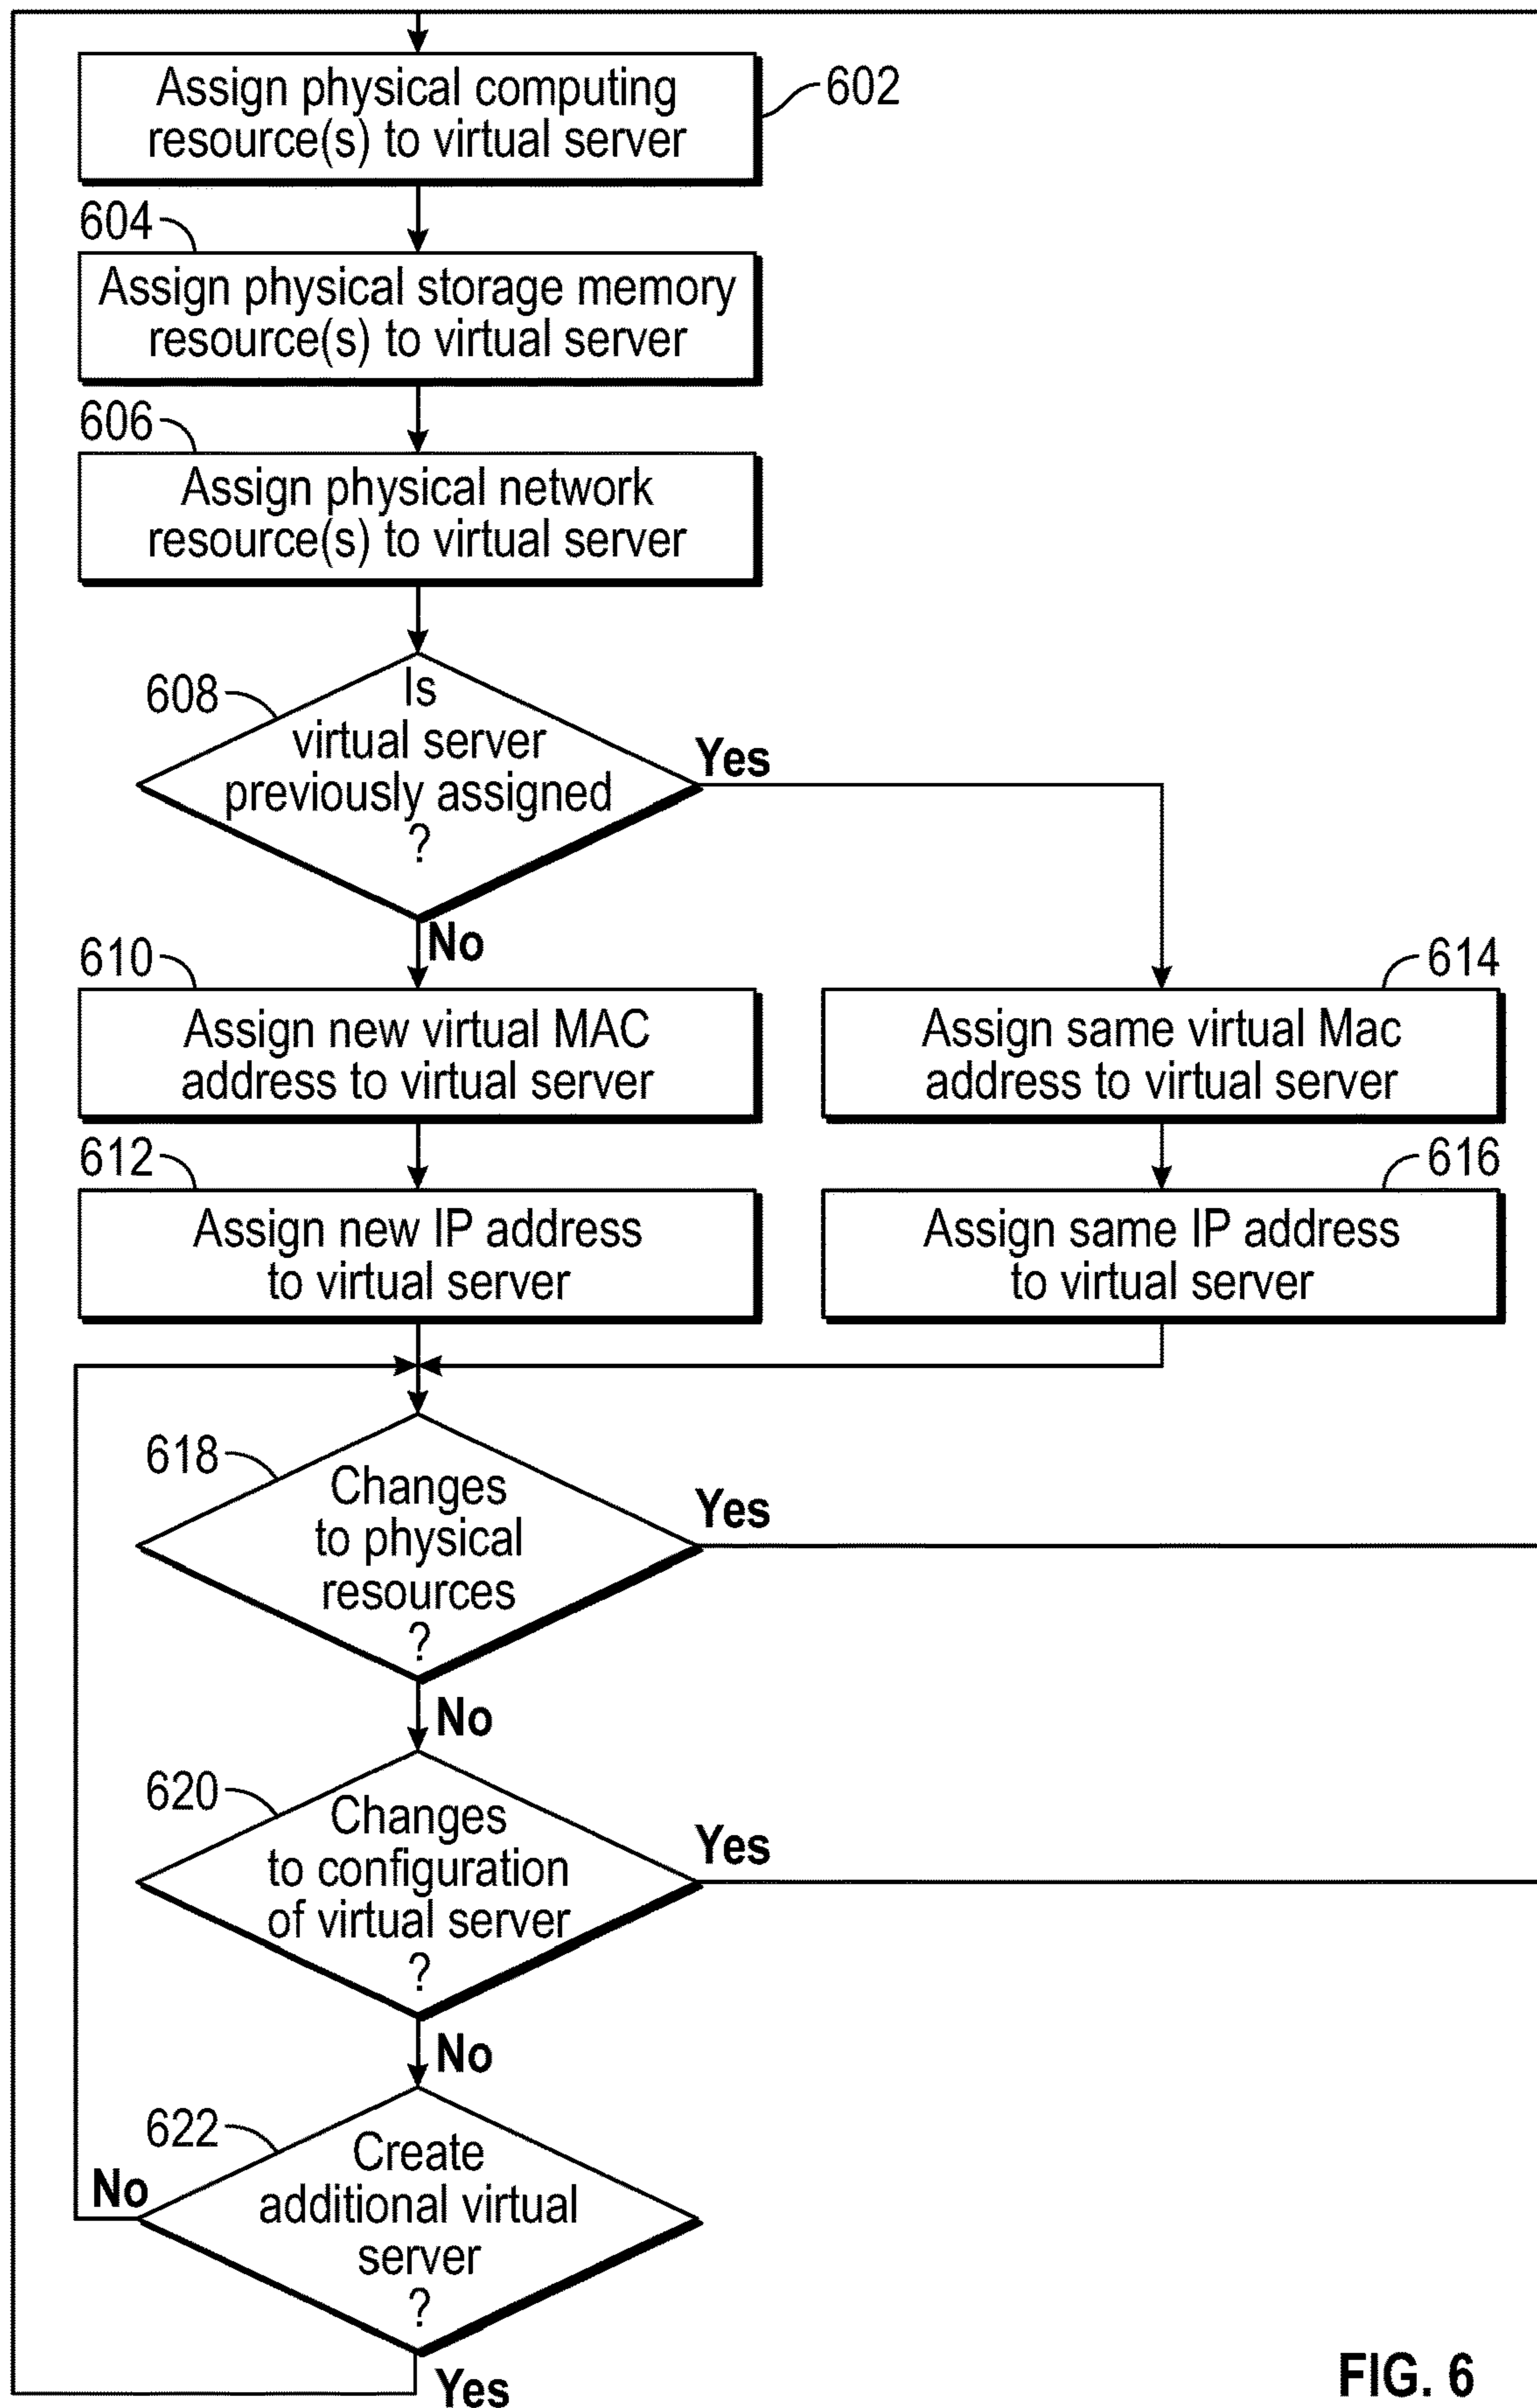 Assign physical computing
resource(s) to virtual server
602
604
Assign physical storage memory
resource(s) to virtual server
606
Assign physical network
resource(s) to virtual server
608
Is
virtual server
previously assigned
?
Yes
No
610
Assign new virtual MAC
address to virtual server
614
Assign same virtual Mac
address to virtual server
612
Assign new IP address
to virtual server
616
Assign same IP address
to virtual server
618
Changes
to physical
resources
?
Yes
No
620
Changes
to configuration
of virtual server
?
Yes
No
622
Create
additional virtual
server
?
No
Yes
FIG. 6